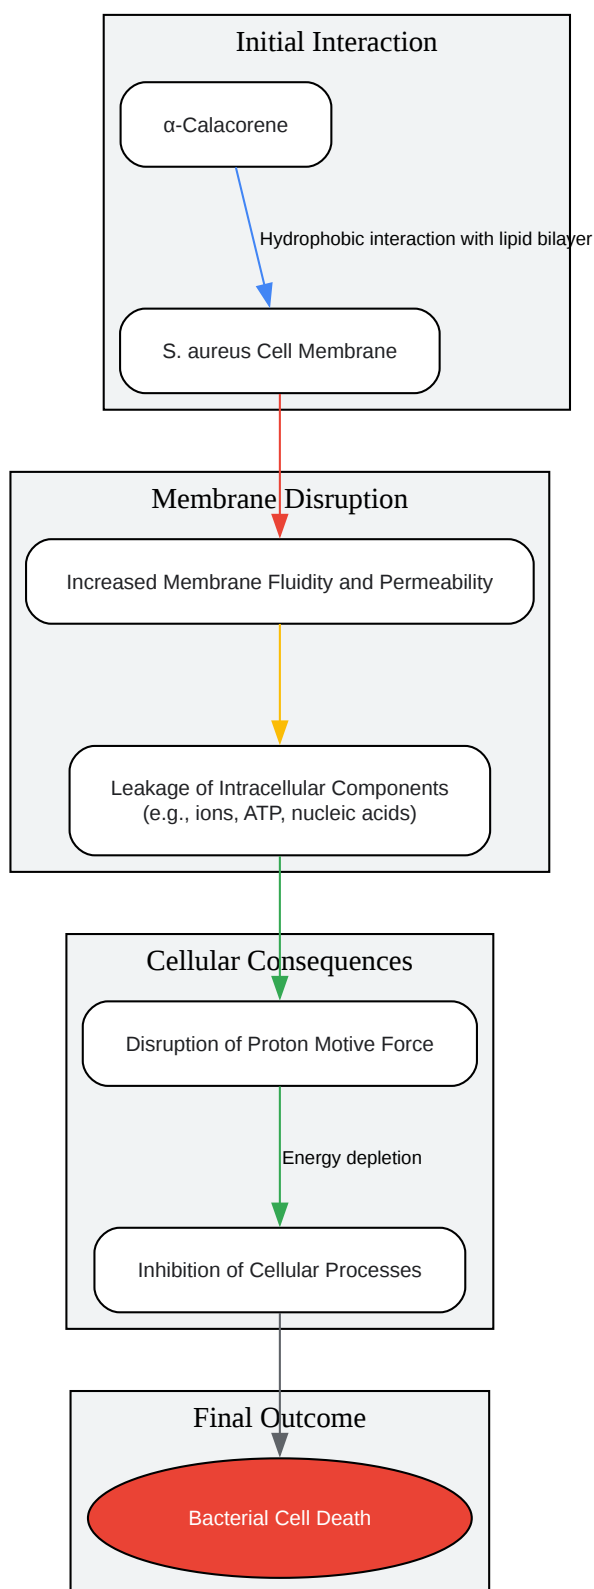 Initial Interaction
α-Calacorene
Hydrophobic interaction with lipid bilayer
S. aureus Cell Membrane
Membrane Disruption
Increased Membrane Fluidity and Permeability
Leakage of Intracellular Components
(e.g., ions, ATP, nucleic acids)
Cellular Consequences
Disruption of Proton Motive Force
Energy depletion
Inhibition of Cellular Processes
Final Outcome
Bacterial Cell Death